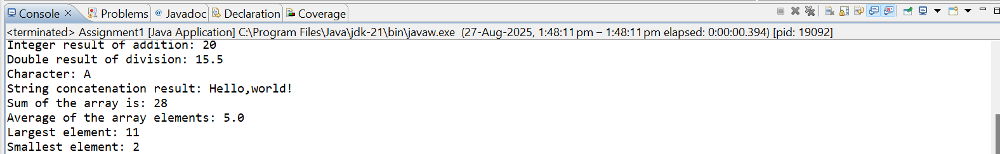 Console Problems Javadoc Declaration Coverage
<terminated> Assignment1 [Java Application] C:\Program Files\Java\jdk-21\bin\javaw.exe (27-Aug-2025, 1:48:11 pm – 1:48:11 pm elapsed: 0:00:00.394) [pid: 19092]
Integer result of addition: 20
Double result of division: 15.5
Character: A
String concatenation result: Hello,world!
Sum of the array is: 28
Average of the array elements: 5.0
Largest element: 11
Smallest element: 2